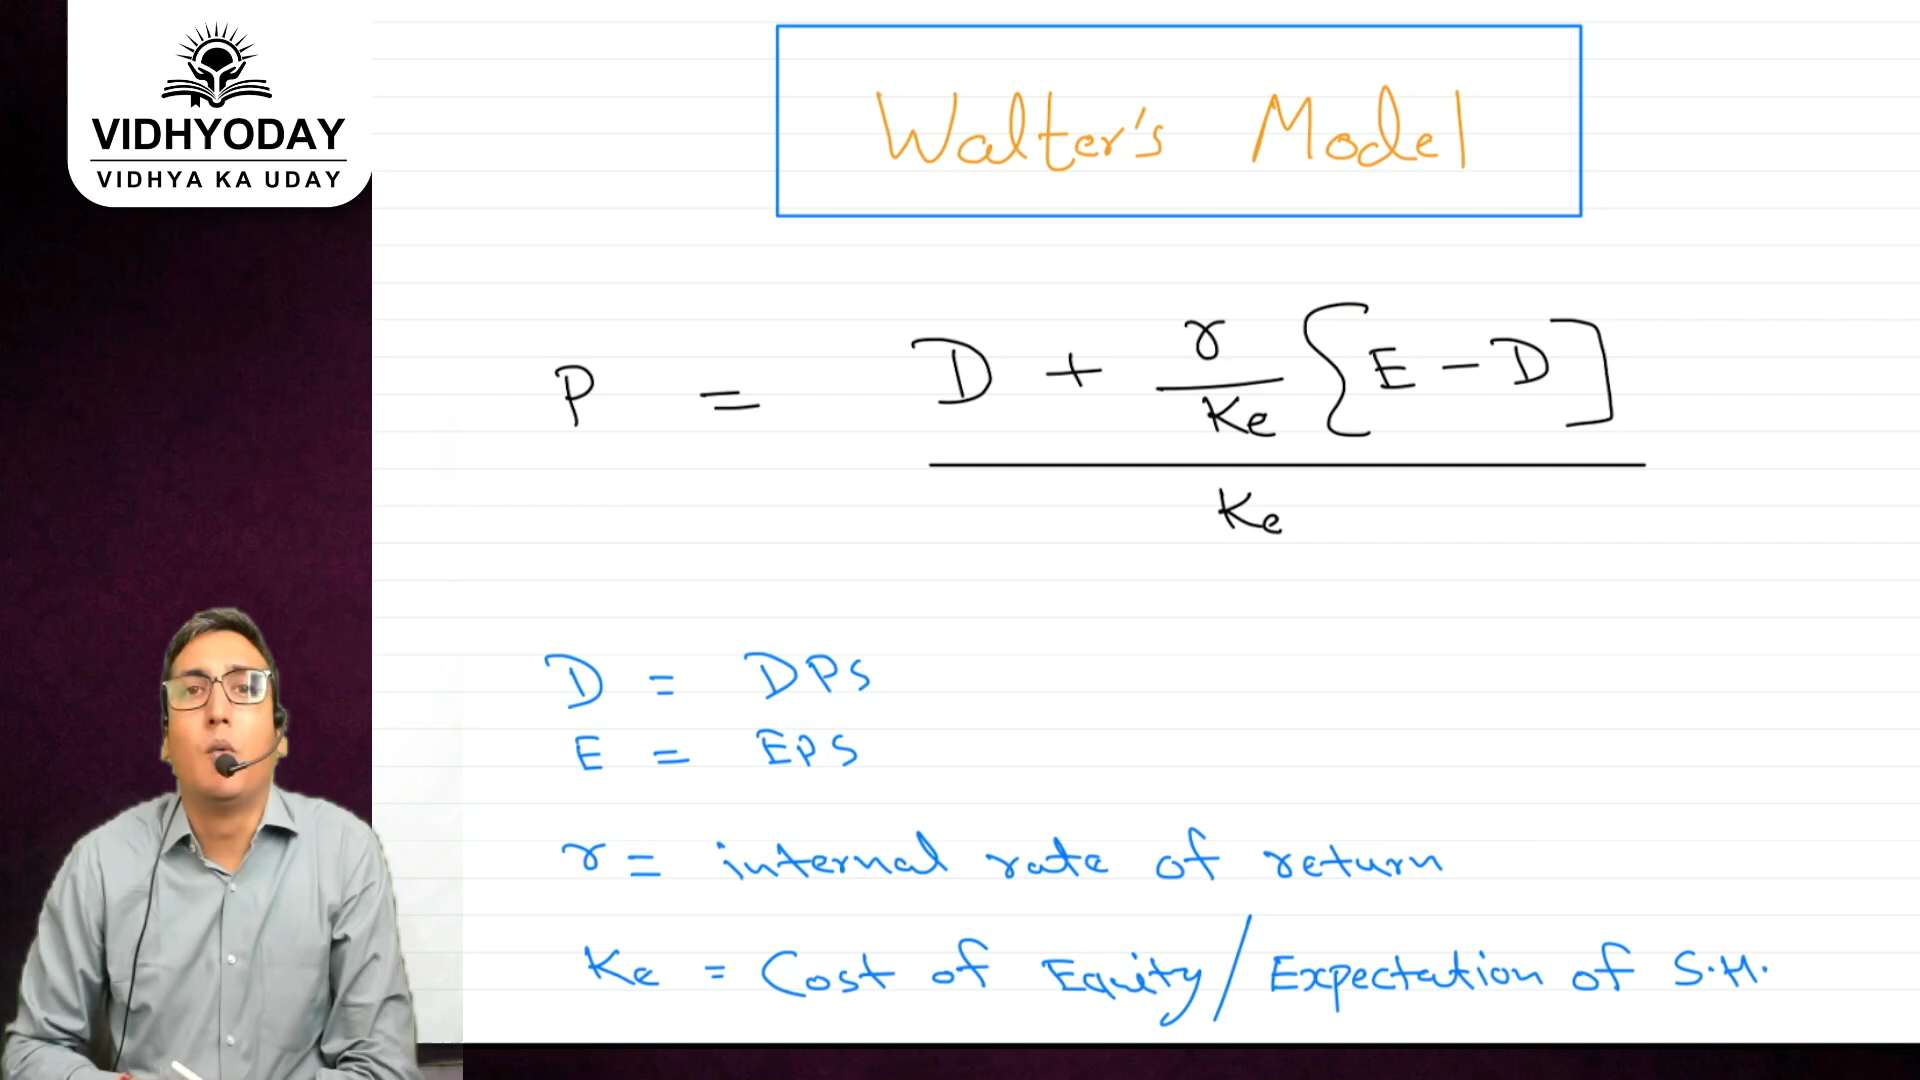 VIDHYODAY
VIDHYA KA UDAY
Walter's Model
P = D + r/Ke {E - D] / Ke
D = DPS
E = EPS
r = internal rate of return
Ke = Cost of Equity/Expectation of S.H.